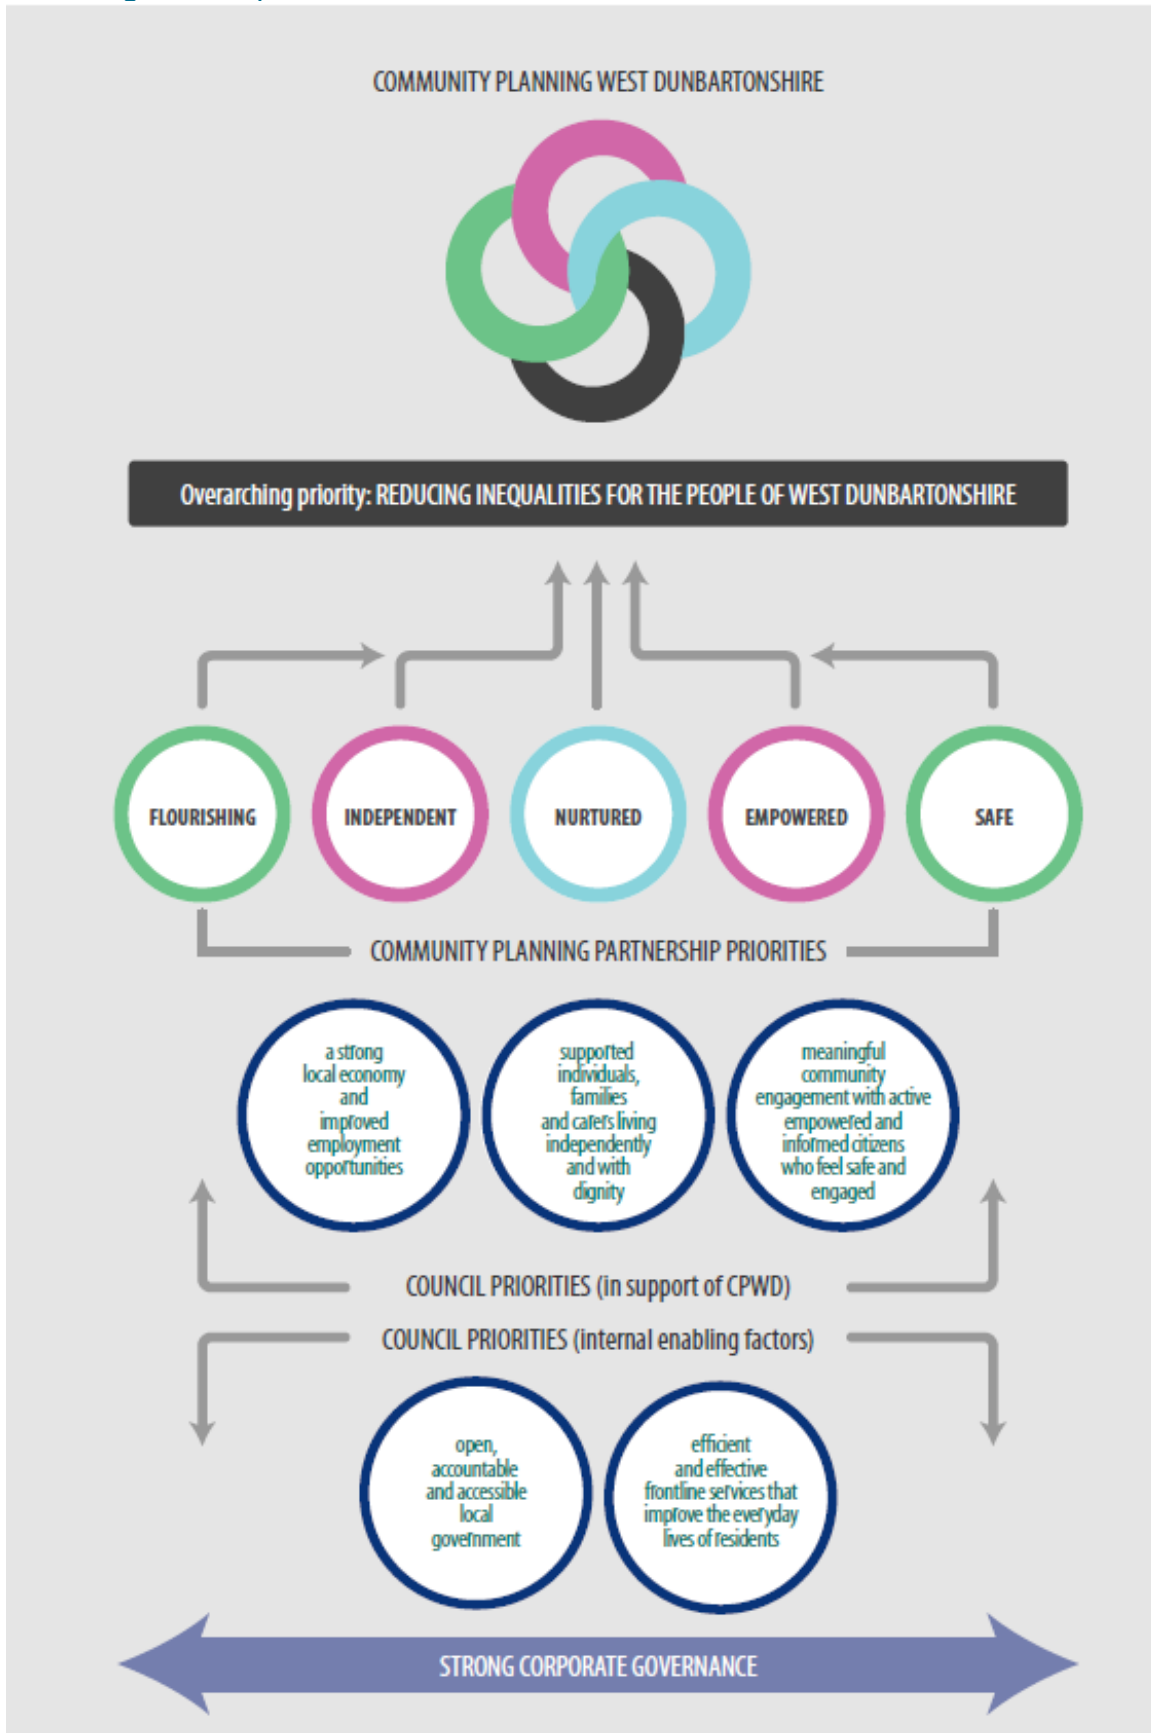 COMMUNITY PLANNING WEST DUNBARTONSHIRE
Overarching priority: REDUCING INEQUALITIES FOR THE PEOPLE OF WEST DUNBARTONSHIRE
FLOURISHING
INDEPENDENT
NURTURED
EMPOWERED
SAFE
COMMUNITY PLANNING PARTNERSHIP PRIORITIES
a strong
local economy
and
improved
employment
opportunities
supported
individuals,
families
and carers living
independently
and with
dignity
meaningful
community
engagement with active
empowered and
informed citizens
who feel safe and
engaged
COUNCIL PRIORITIES (in support of CPWD)
COUNCIL PRIORITIES (internal enabling factors)
open,
accountable
and accessible
local
government
efficient
and effective
frontline services that
improve the everyday
lives of residents
STRONG CORPORATE GOVERNANCE